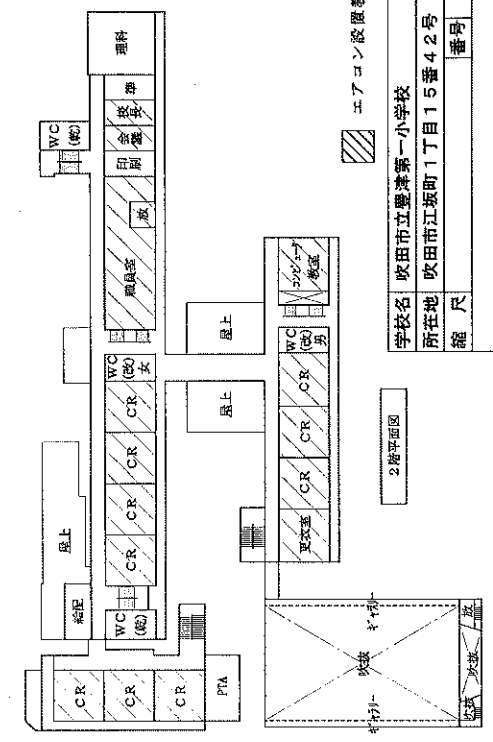 理科
WC
(乾)
準
校長
会議
印刷
放
職員室
WC
(改)
女
CR
CR
CR
CR
WC
(乾)
屋上
給配
CR
CR
CR
PTA
屋上
屋上
コンピュータ
教室
WC
(改)
男
CR
CR
CR
更衣室
ギャラリー
吹抜
ギャラリー
放
吹抜
吹抜
2階平面図
エアコン設置教
学校名 吹田市立豊津第一小学校
所在地 吹田市江坂町1丁目15番42号
縮尺
番号